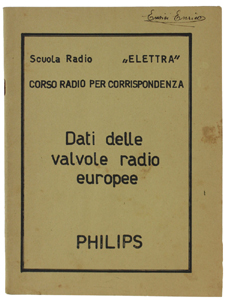 Scuola Radio „ELETTRA“
CORSO RADIO PER CORRISPONDENZA
Dati delle
valvole radio
europee
PHILIPS